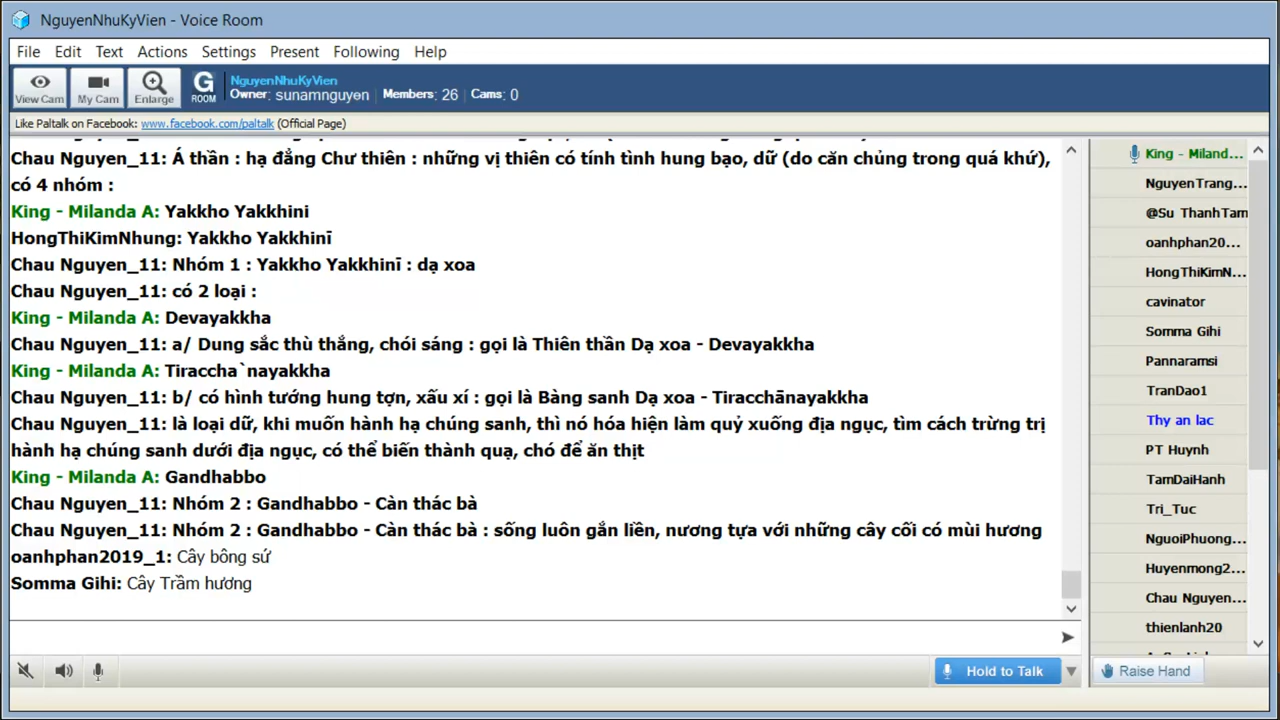 NguyenNhuKyVien - Voice Room
File Edit Text Actions Settings Present Following Help
View Cam My Cam Enlarge G ROOM
NguyenNhuKyVien
Owner: sunamnguyen Members: 26 Cams: 0
Like Paltalk on Facebook: www.facebook.com/paltalk (Official Page)
Chau Nguyen_11: Á thần : hạ đẳng Chư thiên : những vị thiên có tính tình hung bạo, dữ (do căn chủng trong quá khứ),
có 4 nhóm :
King - Milanda A: Yakkho Yakkhini
HongThiKimNhung: Yakkho Yakkhinī
Chau Nguyen_11: Nhóm 1 : Yakkho Yakkhinī : dạ xoa
Chau Nguyen_11: có 2 loại :
King - Milanda A: Devayakkha
Chau Nguyen_11: a/ Dung sắc thù thắng, chói sáng : gọi là Thiên thần Dạ xoa - Devayakkha
King - Milanda A: Tiraccha`nayakkha
Chau Nguyen_11: b/ có hình tướng hung tợn, xấu xí : gọi là Bàng sanh Dạ xoa - Tiracchānayakkha
Chau Nguyen_11: là loại dữ, khi muốn hành hạ chúng sanh, thì nó hóa hiện làm quỷ xuống địa ngục, tìm cách trừng trị
hành hạ chúng sanh dưới địa ngục, có thể biến thành quạ, chó để ăn thịt
King - Milanda A: Gandhabbo
Chau Nguyen_11: Nhóm 2 : Gandhabbo - Càn thác bà
Chau Nguyen_11: Nhóm 2 : Gandhabbo - Càn thác bà : sống luôn gắn liền, nương tựa với những cây cối có mùi hương
oanhphan2019_1: Cây bông sứ
Somma Gihi: Cây Trầm hương
King - Miland...
NguyenTrang...
@Su ThanhTam
oanhphan20...
HongThiKimN...
cavinator
Somma Gihi
Pannaramsi
TranDao1
Thy an lac
PT Huynh
TamDaiHanh
Tri_Tuc
NguoiPhuong...
Huyenmong2...
Chau Nguyen...
thienlanh20
Hold to Talk
Raise Hand